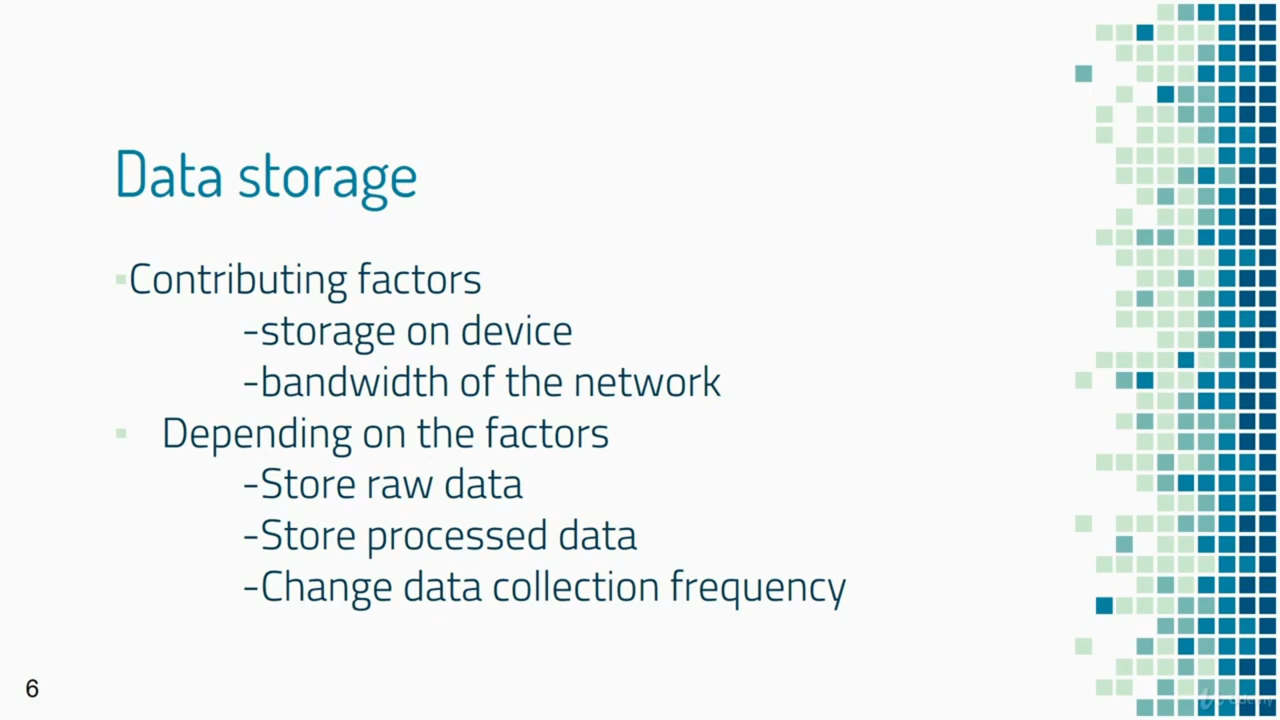 Data storage
Contributing factors
-storage on device
-bandwidth of the network
Depending on the factors
-Store raw data
-Store processed data
-Change data collection frequency
6
udemy